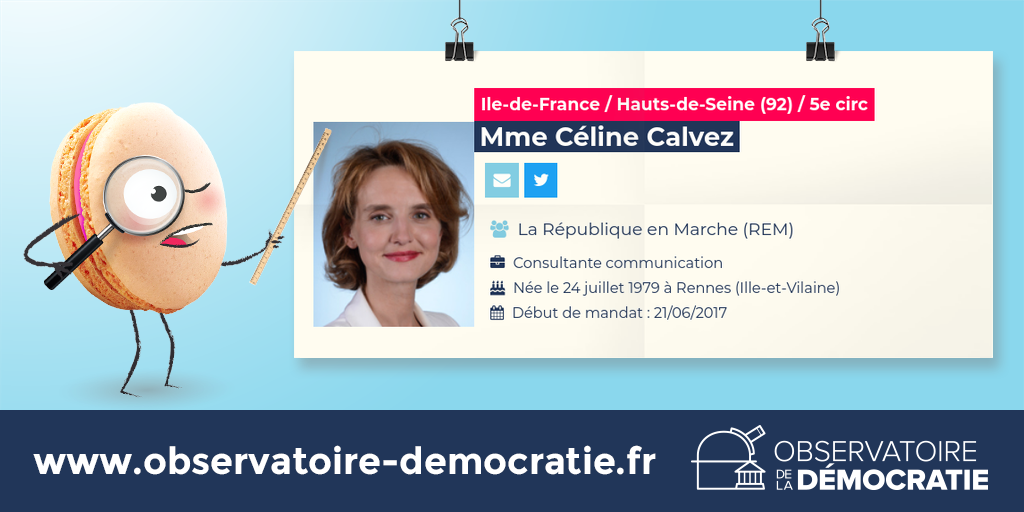 Ile-de-France / Hauts-de-Seine (92) / 5e circ
Mme Céline Calvez
La République en Marche (REM)
Consultante communication
Née le 24 juillet 1979 à Rennes (Ille-et-Vilaine)
Début de mandat : 21/06/2017
www.observatoire-democratie.fr
OBSERVATOIRE
DE LA DÉMOCRATIE